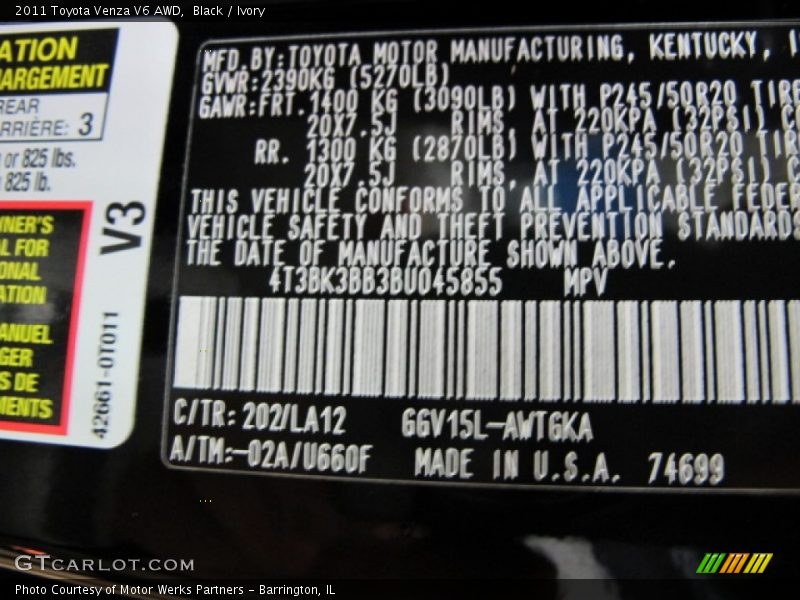 2011 Toyota Venza V6 AWD,  Black / Ivory
ATION
ARGEMENT
REAR
ARRIÈRE: 3
or 825 lbs.
825 lb.
V3
WNER'S
L FOR
ONAL
ATION
ANUEL
GER
S DE
MENTS
42661-0T011
MFD.BY:TOYOTA MOTOR MANUFACTURING, KENTUCKY,
GVWR:2390KG (5270LB)
GAWR:FRT.1400 KG (3090LB) WITH P245/50R20 TIRE
20X7.5J RIMS, AT 220KPA (32PSI) C
RR. 1300 KG (2870LB) WITH P245/50R20 TIR
20X7.5J RIMS, AT 220KPA (32PSI) C
THIS VEHICLE CONFORMS TO ALL APPLICABLE FEDER
VEHICLE SAFETY AND THEFT PREVENTION STANDARDS
THE DATE OF MANUFACTURE SHOWN ABOVE.
4T3BK3BB3BU045855 MPV
C/TR: 202/LA12 GGV15L-AWTGKA
A/TM:-02A/U660F MADE IN U.S.A. 74699
GTCARLOT.COM
Photo Courtesy of Motor Werks Partners - Barrington, IL